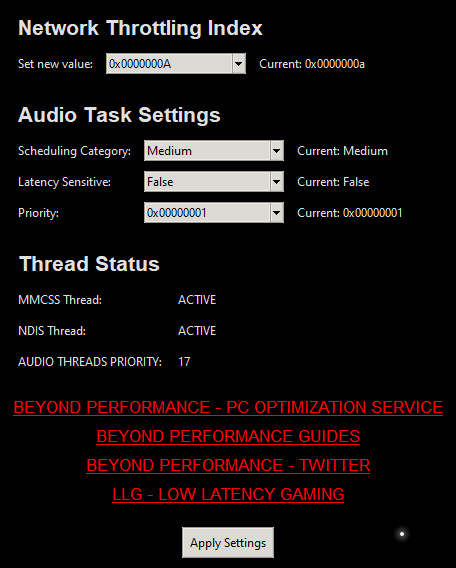 Network Throttling Index
Set new value: 0x0000000A Current: 0x0000000a
Audio Task Settings
Scheduling Category: Medium Current: Medium
Latency Sensitive: False Current: False
Priority: 0x00000001 Current: 0x00000001
Thread Status
MMCSS Thread: ACTIVE
NDIS Thread: ACTIVE
AUDIO THREADS PRIORITY: 17
BEYOND PERFORMANCE - PC OPTIMIZATION SERVICE
BEYOND PERFORMANCE GUIDES
BEYOND PERFORMANCE - TWITTER
LLG - LOW LATENCY GAMING
Apply Settings